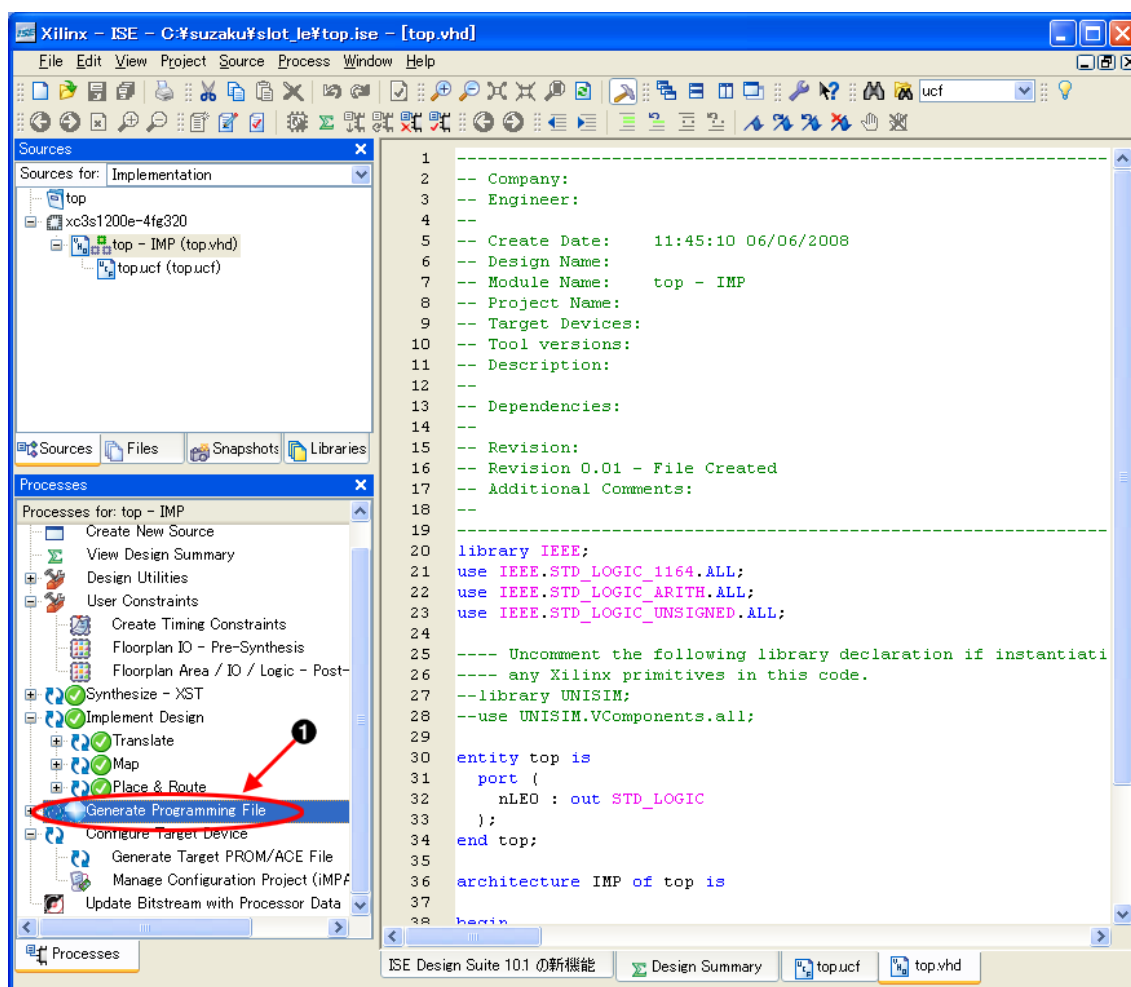 Xilinx - ISE - C:¥suzaku¥slot_le¥top.ise - [top.vhd]
File Edit View Project Source Process Window Help
ucf
Sources
Sources for: Implementation
top
xc3s1200e-4fg320
top - IMP (top.vhd)
top.ucf (top.ucf)
Sources Files Snapshots Libraries
Processes
Processes for: top - IMP
Create New Source
View Design Summary
Design Utilities
User Constraints
Create Timing Constraints
Floorplan IO - Pre-Synthesis
Floorplan Area / IO / Logic - Post-
Synthesize - XST
Implement Design
❶
Translate
Map
Place & Route
Generate Programming File
Configure Target Device
Generate Target PROM/ACE File
Manage Configuration Project (iMPA
Update Bitstream with Processor Data
Processes
1 --------------------------------------------------------------------------------
2 -- Company:
3 -- Engineer:
4 --
5 -- Create Date: 11:45:10 06/06/2008
6 -- Design Name:
7 -- Module Name: top - IMP
8 -- Project Name:
9 -- Target Devices:
10 -- Tool versions:
11 -- Description:
12 --
13 -- Dependencies:
14 --
15 -- Revision:
16 -- Revision 0.01 - File Created
17 -- Additional Comments:
18 --
19 --------------------------------------------------------------------------------
20 library IEEE;
21 use IEEE.STD_LOGIC_1164.ALL;
22 use IEEE.STD_LOGIC_ARITH.ALL;
23 use IEEE.STD_LOGIC_UNSIGNED.ALL;
24
25 ---- Uncomment the following library declaration if instantiati
26 ---- any Xilinx primitives in this code.
27 --library UNISIM;
28 --use UNISIM.VComponents.all;
29
30 entity top is
31 port (
32 nLE0 : out STD_LOGIC
33 );
34 end top;
35
36 architecture IMP of top is
37
38 begin
ISE Design Suite 10.1 の新機能 Design Summary top.ucf top.vhd